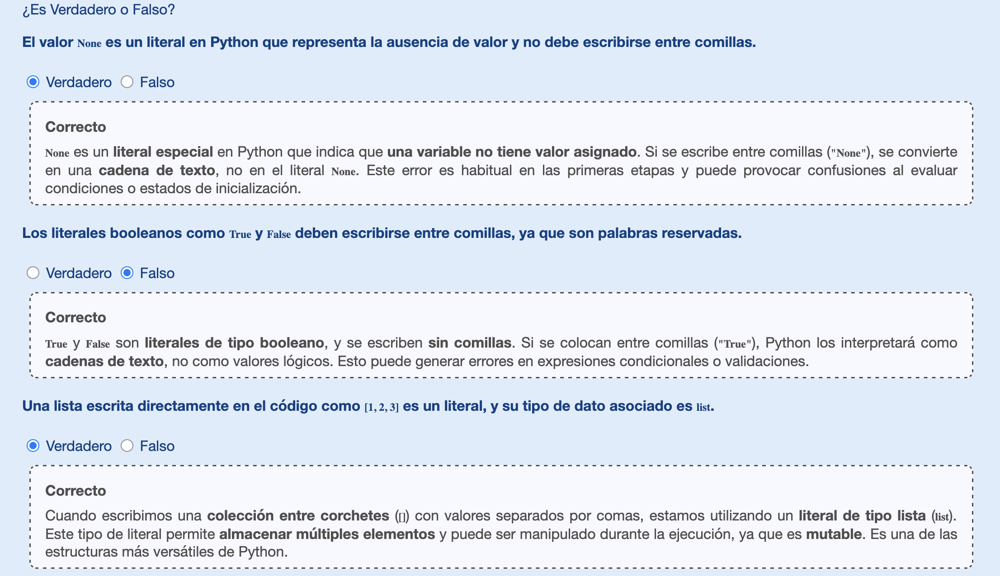 ¿Es Verdadero o Falso?
El valor None es un literal en Python que representa la ausencia de valor y no debe escribirse entre comillas.
Verdadero Falso
Correcto
None es un literal especial en Python que indica que una variable no tiene valor asignado. Si se escribe entre comillas ("None"), se convierte
en una cadena de texto, no en el literal None. Este error es habitual en las primeras etapas y puede provocar confusiones al evaluar
condiciones o estados de inicialización.
Los literales booleanos como True y False deben escribirse entre comillas, ya que son palabras reservadas.
Verdadero Falso
Correcto
True y False son literales de tipo booleano, y se escriben sin comillas. Si se colocan entre comillas ("True"), Python los interpretará como
cadenas de texto, no como valores lógicos. Esto puede generar errores en expresiones condicionales o validaciones.
Una lista escrita directamente en el código como [1, 2, 3] es un literal, y su tipo de dato asociado es list.
Verdadero Falso
Correcto
Cuando escribimos una colección entre corchetes ([]) con valores separados por comas, estamos utilizando un literal de tipo lista (list).
Este tipo de literal permite almacenar múltiples elementos y puede ser manipulado durante la ejecución, ya que es mutable. Es una de las
estructuras más versátiles de Python.